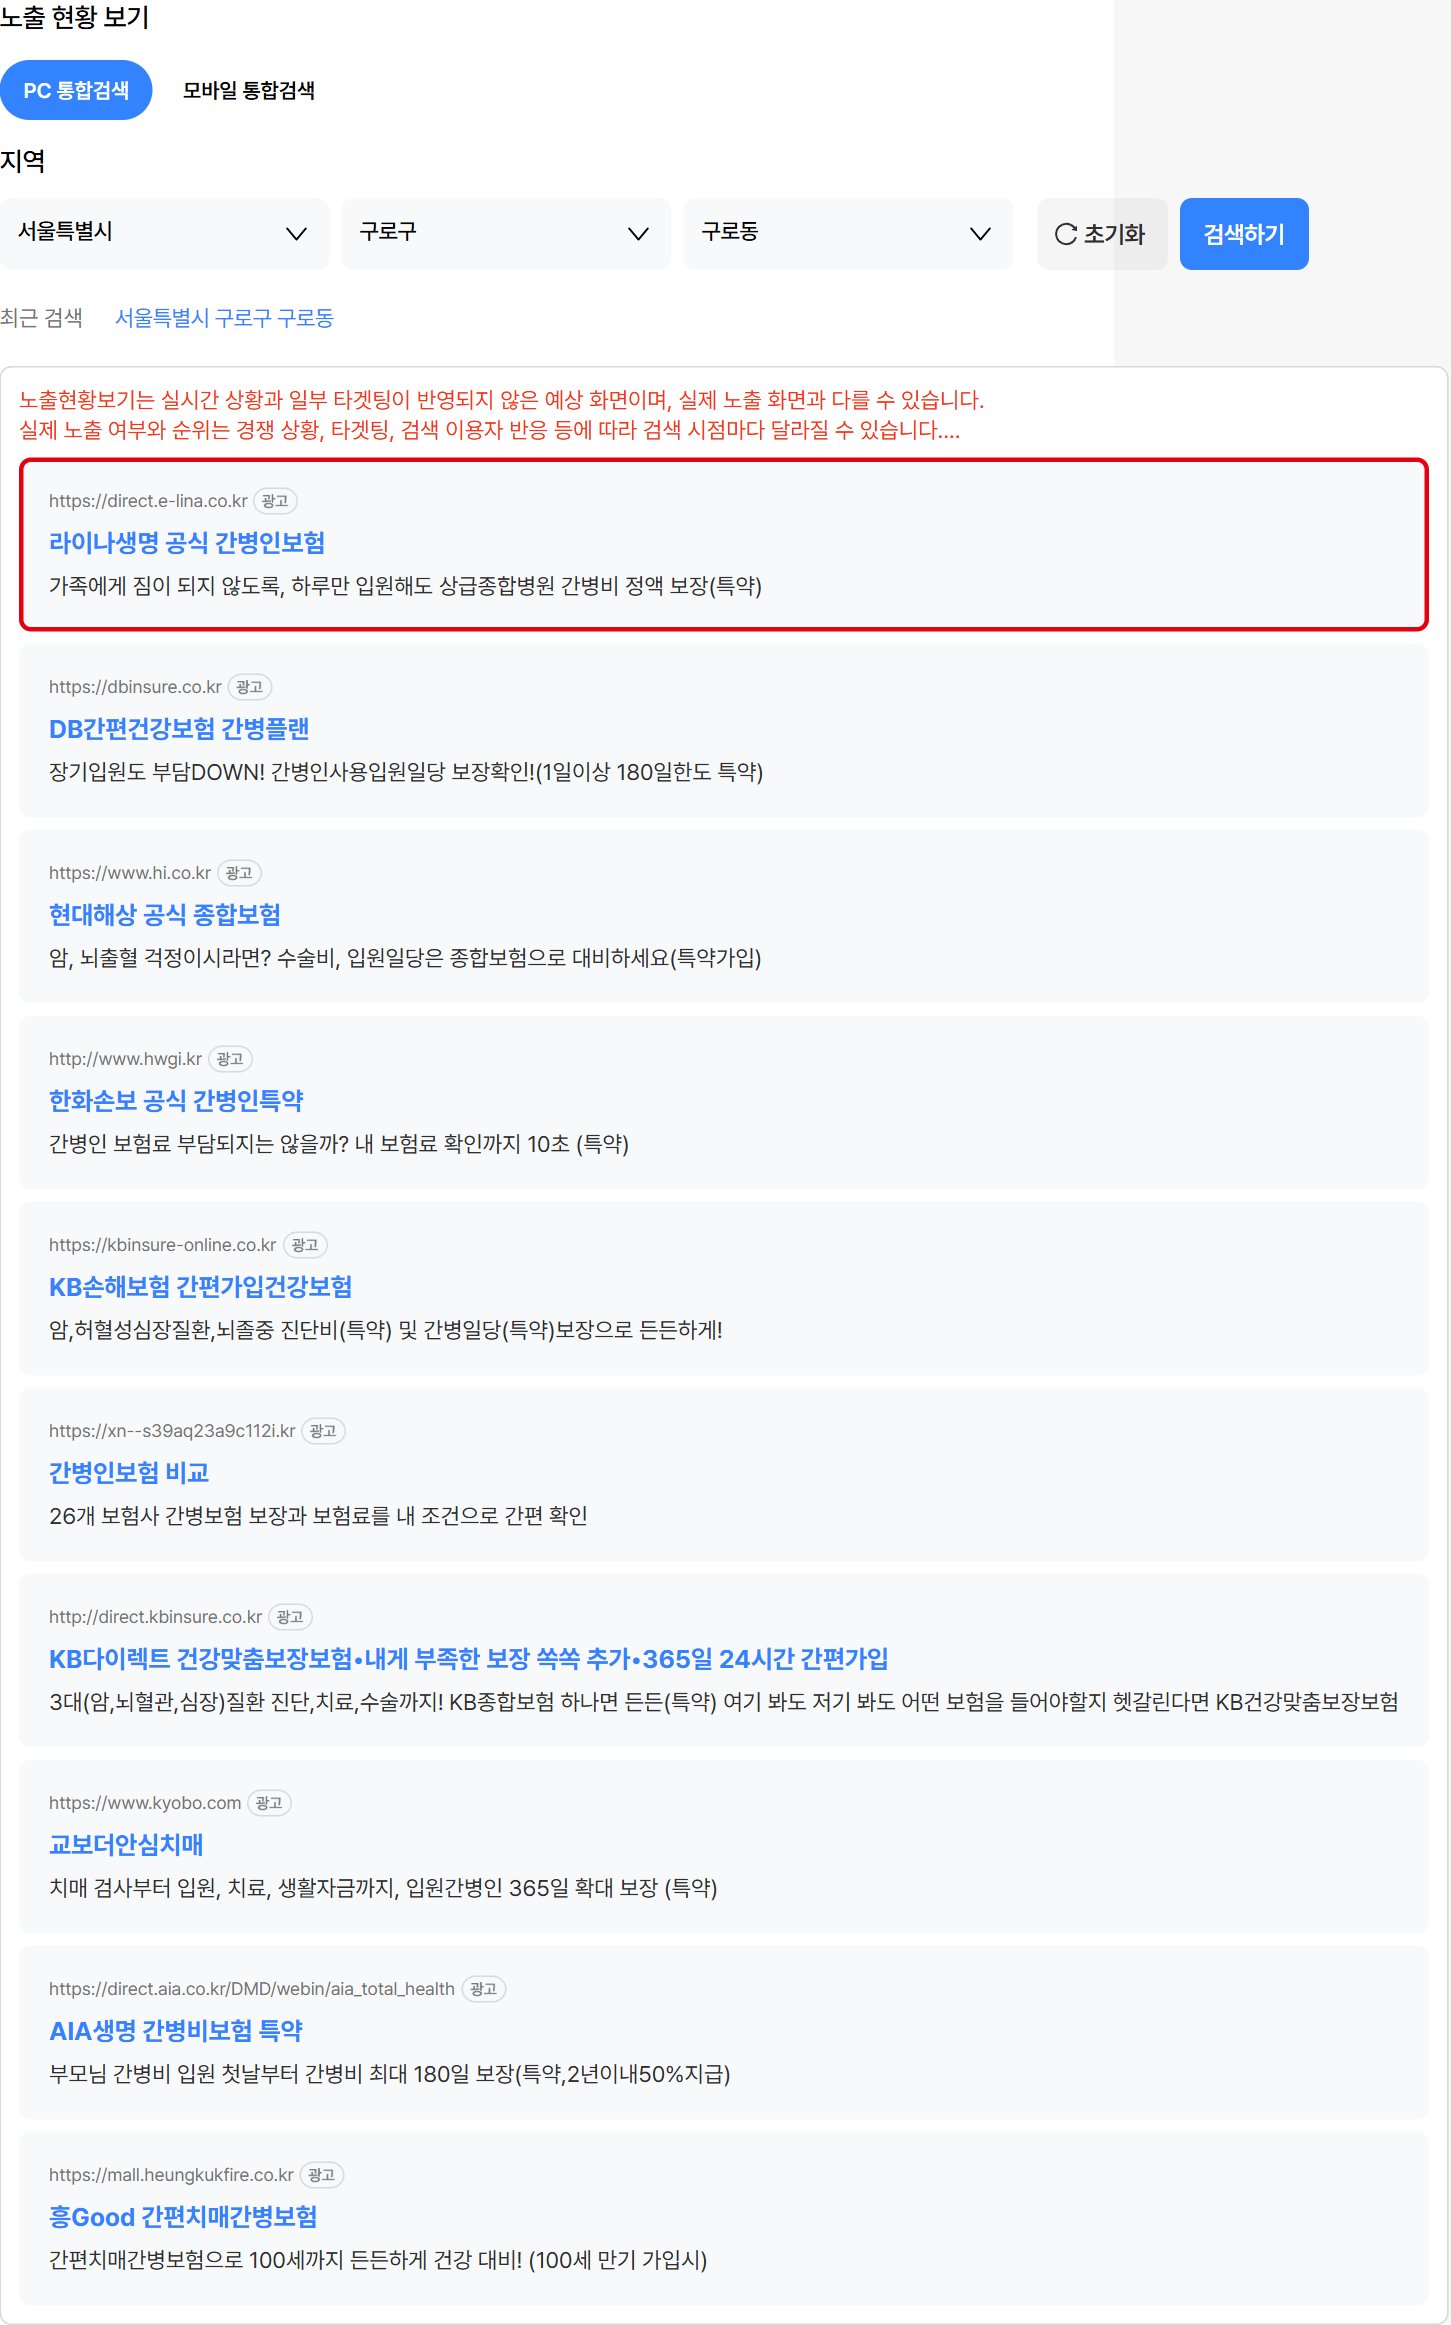 노출 현황 보기
PC 통합검색 모바일 통합검색
지역
서울특별시 구로구 구로동 초기화 검색하기
최근 검색 서울특별시 구로구 구로동
노출현황보기는 실시간 상황과 일부 타겟팅이 반영되지 않은 예상 화면이며, 실제 노출 화면과 다를 수 있습니다.
실제 노출 여부와 순위는 경쟁 상황, 타겟팅, 검색 이용자 반응 등에 따라 검색 시점마다 달라질 수 있습니다....
https://direct.e-lina.co.kr 광고
라이나생명 공식 간병인보험
가족에게 짐이 되지 않도록, 하루만 입원해도 상급종합병원 간병비 정액 보장(특약)
https://dbinsure.co.kr 광고
DB간편건강보험 간병플랜
장기입원도 부담DOWN! 간병인사용입원일당 보장확인!(1일이상 180일한도 특약)
https://www.hi.co.kr 광고
현대해상 공식 종합보험
암, 뇌출혈 걱정이시라면? 수술비, 입원일당은 종합보험으로 대비하세요(특약가입)
http://www.hwgi.kr 광고
한화손보 공식 간병인특약
간병인 보험료 부담되지는 않을까? 내 보험료 확인까지 10초 (특약)
https://kbinsure-online.co.kr 광고
KB손해보험 간편가입건강보험
암,허혈성심장질환,뇌졸중 진단비(특약) 및 간병일당(특약)보장으로 든든하게!
https://xn--s39aq23a9c112i.kr 광고
간병인보험 비교
26개 보험사 간병보험 보장과 보험료를 내 조건으로 간편 확인
http://direct.kbinsure.co.kr 광고
KB다이렉트 건강맞춤보장보험•내게 부족한 보장 쏙쏙 추가•365일 24시간 간편가입
3대(암,뇌혈관,심장)질환 진단,치료,수술까지! KB종합보험 하나면 든든(특약) 여기 봐도 저기 봐도 어떤 보험을 들어야할지 헷갈린다면 KB건강맞춤보장보험
https://www.kyobo.com 광고
교보더안심치매
치매 검사부터 입원, 치료, 생활자금까지, 입원간병인 365일 확대 보장 (특약)
https://direct.aia.co.kr/DMD/webin/aia_total_health 광고
AIA생명 간병비보험 특약
부모님 간병비 입원 첫날부터 간병비 최대 180일 보장(특약,2년이내50%지급)
https://mall.heungkukfire.co.kr 광고
흥Good 간편치매간병보험
간편치매간병보험으로 100세까지 든든하게 건강 대비! (100세 만기 가입시)